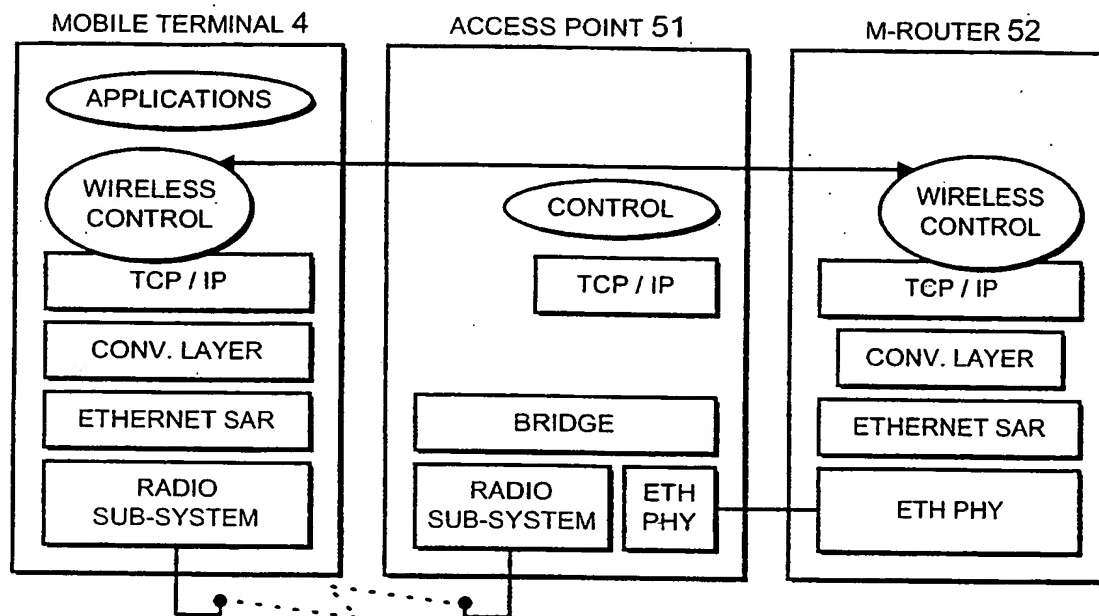 MOBILE TERMINAL 4
APPLICATIONS
WIRELESS
CONTROL
TCP / IP
CONV. LAYER
ETHERNET SAR
RADIO
SUB-SYSTEM
ACCESS POINT 51
CONTROL
TCP / IP
BRIDGE
RADIO
SUB-SYSTEM
ETH
PHY
M-ROUTER 52
WIRELESS
CONTROL
TCP / IP
CONV. LAYER
ETHERNET SAR
ETH PHY